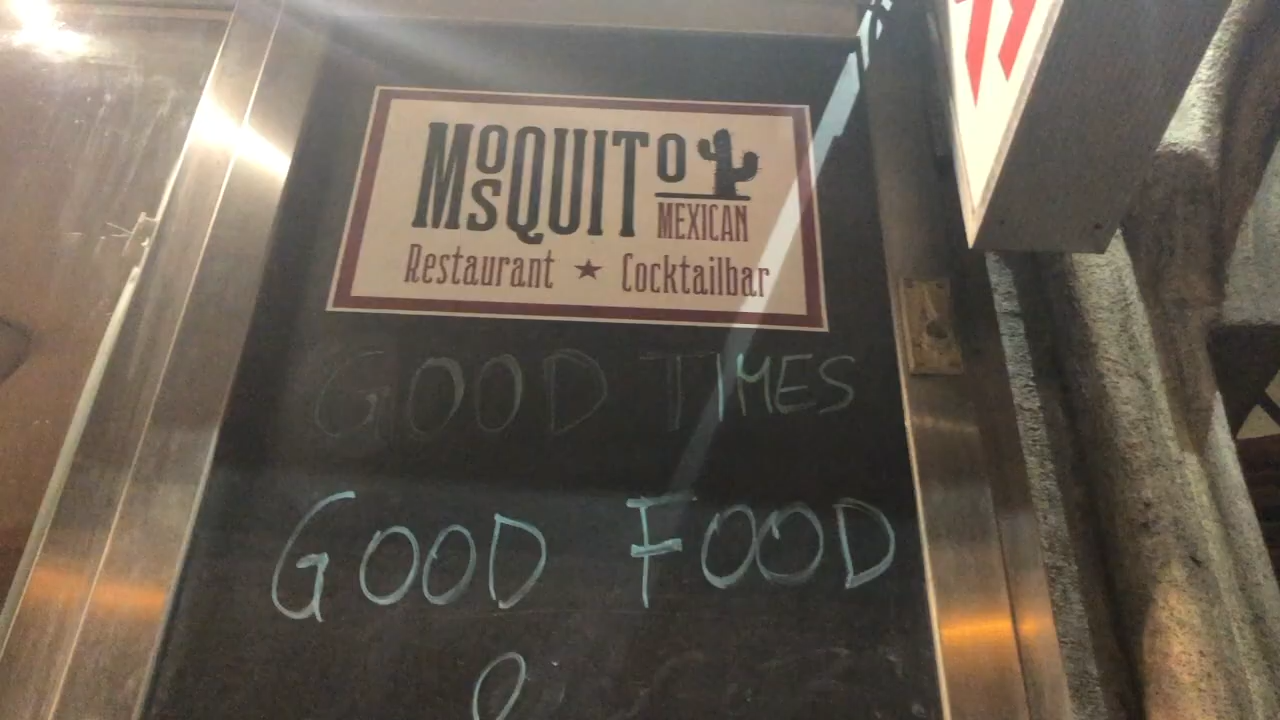 MOSQUITO
MEXICAN
Restaurant ★ Cocktailbar
GOOD TIMES
GOOD FOOD